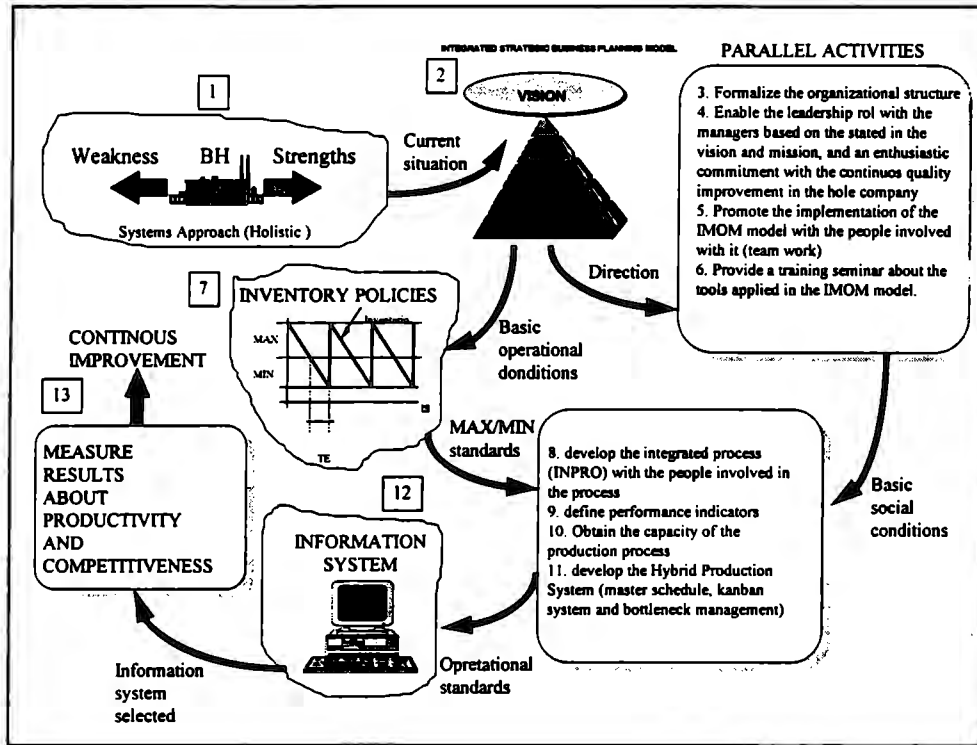 INTEGRATED STRATEGIC BUSINESS PLANNING MODEL
1
Weakness BH Strengths
Systems Approach (Holistic )
Current
situation
2
VISION
PARALLEL ACTIVITIES
3. Formalize the organizational structure
4. Enable the leadership rol with the
managers based on the stated in the
vision and mission, and an enthusiastic
commitment with the continuos quality
improvement in the hole company
5. Promote the implementation of the
IMOM model with the people involved
with it (team work)
6. Provide a training seminar about the
tools applied in the IMOM model.
Direction
Basic
operational
donditions
7
INVENTORY POLICIES
Inventario
MAX
MIN
TE
MAX/MIN
standards
Basic
social
conditions
8. develop the integrated process
(INPRO) with the people involved in
the process
9. define performance indicators
10. Obtain the capacity of the
production process
11. develop the Hybrid Production
System (master schedule, kanban
system and bottleneck management)
Opretational
standards
12
INFORMATION
SYSTEM
Information
system
selected
13
MEASURE
RESULTS
ABOUT
PRODUCTIVITY
AND
COMPETITIVENESS
CONTINOUS
IMPROVEMENT